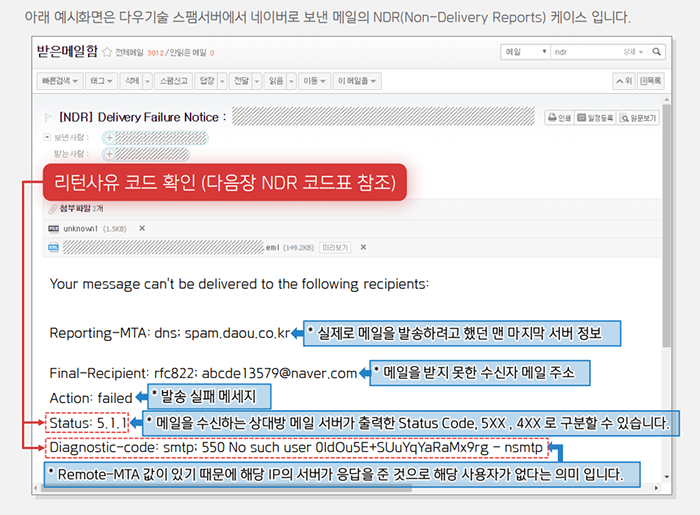 아래 예시화면은 다우기술 스팸서버에서 네이버로 보낸 메일의 NDR(Non-Delivery Reports) 케이스 입니다.
받은메일함 전체메일 3012 / 안읽은 메일 0
메일 ndr 상세
빠른검색 태그 삭제 스팸신고 답장 전달 읽음 이동 이 메일을 위 목록
[NDR] Delivery Failure Notice :
인쇄 일정등록 원문보기
보낸사람 :
받는사람 :
리턴사유 코드 확인 (다음장 NDR 코드표 참조)
첨부파일 2개
unknown1 (1.5KB)
.eml (149.2KB) 미리보기
Your message can't be delivered to the following recipients:
Reporting-MTA: dns; spam.daou.co.kr * 실제로 메일을 발송하려고 했던 맨 마지막 서버 정보
Final-Recipient: rfc822; abcde13579@naver.com * 메일을 받지 못한 수신자 메일 주소
Action: failed * 발송 실패 메세지
Status: 5.1.1 * 메일을 수신하는 상대방 메일 서버가 출력한 Status Code, 5XX , 4XX 로 구분할 수 있습니다.
Diagnostic-code: smtp; 550 No such user 0IdOu5E+SUuYqYaRaMx9rg - nsmtp
* Remote-MTA 값이 있기 때문에 해당 IP의 서버가 응답을 준 것으로 해당 사용자가 없다는 의미 입니다.